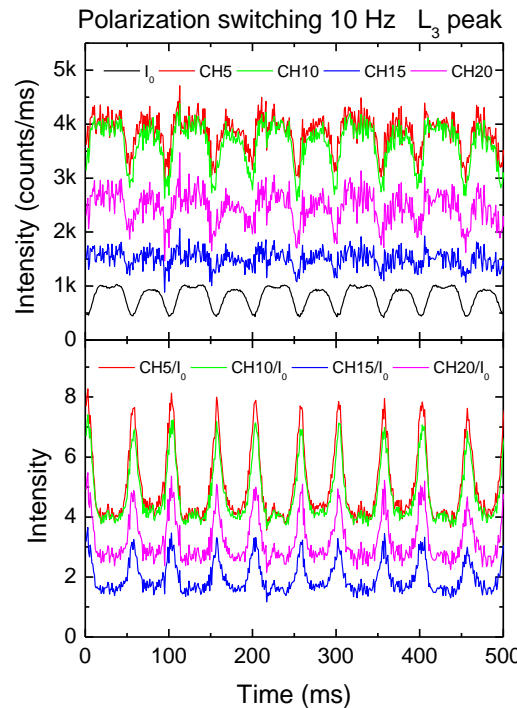 Polarization switching 10 Hz L₃ peak
I₀ CH5 CH10 CH15 CH20
5k
4k
3k
2k
1k
0
Intensity (counts/ms)
CH5/I₀ CH10/I₀ CH15/I₀ CH20/I₀
8
6
4
2
0
Intensity
0 100 200 300 400 500
Time (ms)